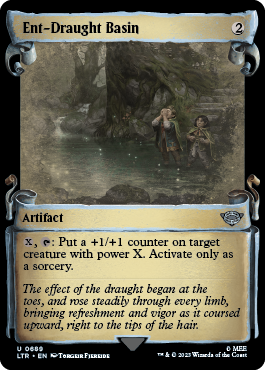 Ent-Draught Basin 2
Artifact
X, T: Put a +1/+1 counter on target
creature with power X. Activate only as
a sorcery.
The effect of the draught began at the
toes, and rose steadily through every limb,
bringing refreshment and vigor as it coursed
upward, right to the tips of the hair.
U 0689
LTR • EN Torgeir Fjereide
© MEE
™ & © 2023 Wizards of the Coast